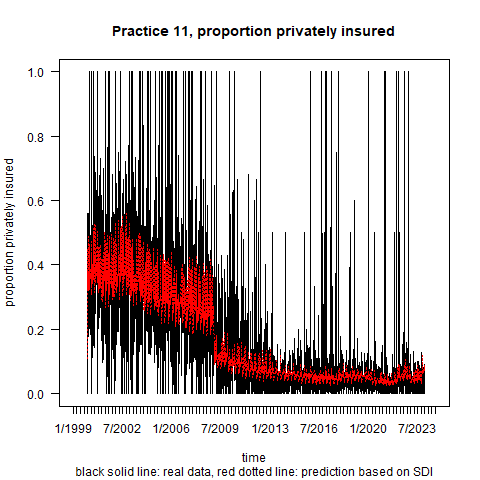 Practice 11, proportion privately insured
proportion privately insured
1.0
0.8
0.6
0.4
0.2
0.0
1/1999 7/2002 1/2006 7/2009 1/2013 7/2016 1/2020 7/2023
time
black solid line: real data, red dotted line: prediction based on SDI